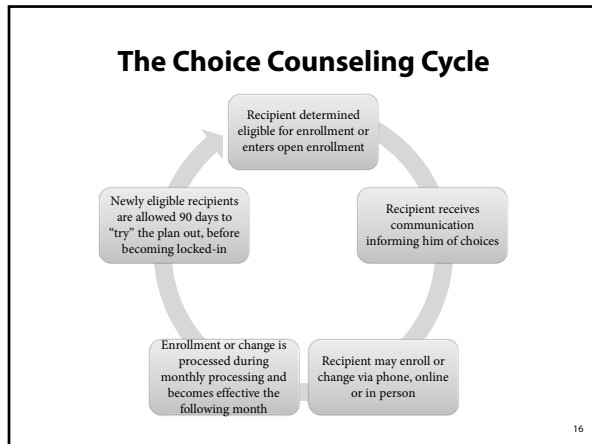 The Choice Counseling Cycle
Recipient determined
eligible for enrollment or
enters open enrollment
Recipient receives
communication
informing him of choices
Recipient may enroll or
change via phone, online
or in person
Enrollment or change is
processed during
monthly processing and
becomes effective the
following month
Newly eligible recipients
are allowed 90 days to
“try” the plan out, before
becoming locked-in
16